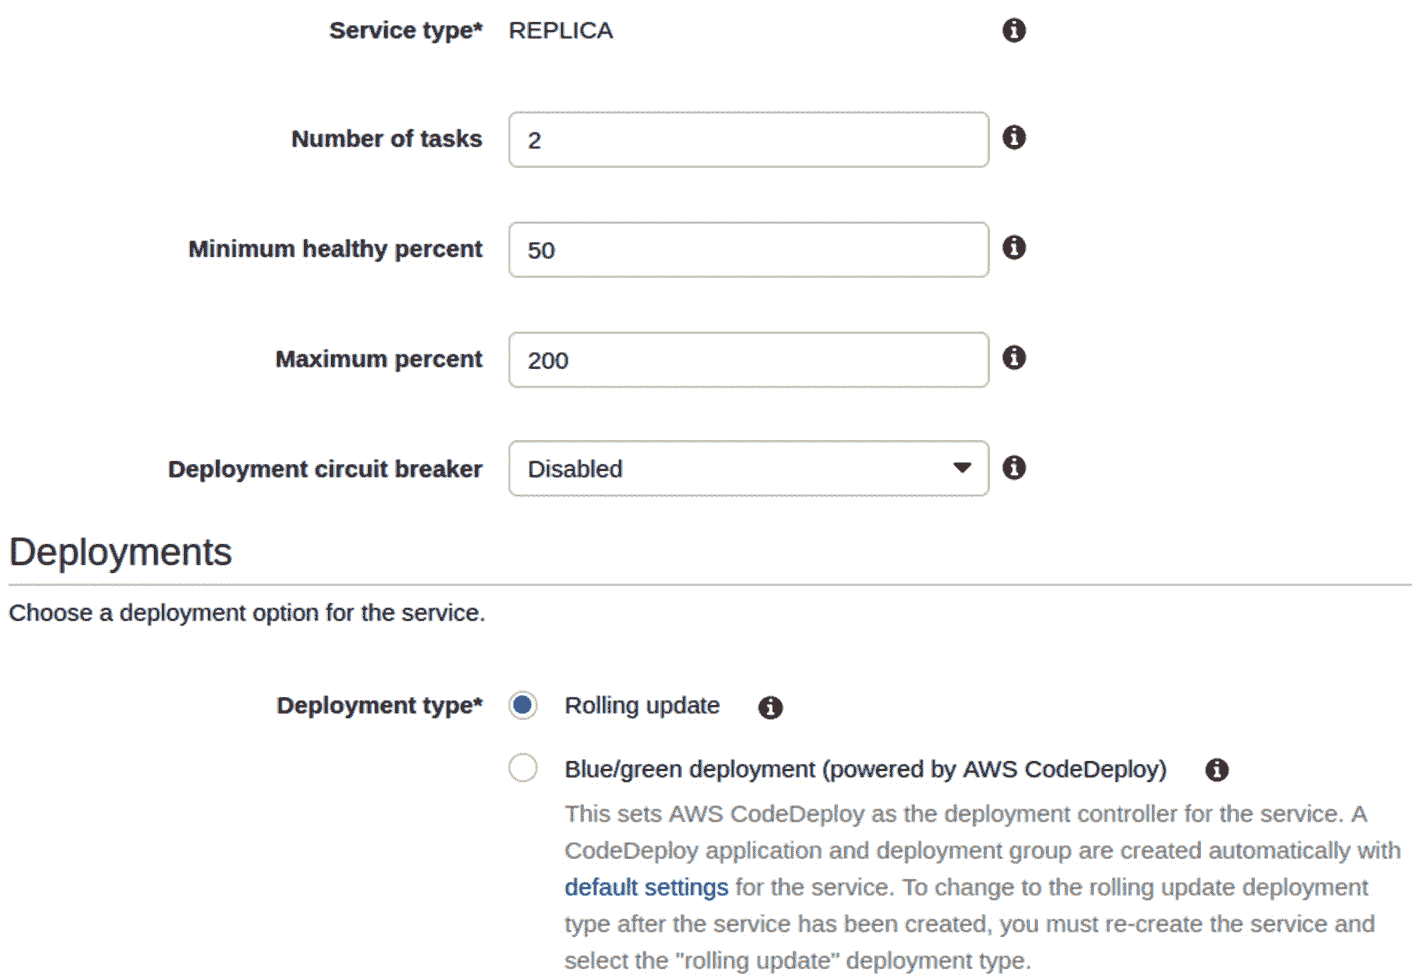 Service type* REPLICA
Number of tasks 2
Minimum healthy percent 50
Maximum percent 200
Deployment circuit breaker Disabled
Deployments
Choose a deployment option for the service.
Deployment type* Rolling update
Blue/green deployment (powered by AWS CodeDeploy)
This sets AWS CodeDeploy as the deployment controller for the service. A
CodeDeploy application and deployment group are created automatically with
default settings for the service. To change to the rolling update deployment
type after the service has been created, you must re-create the service and
select the "rolling update" deployment type.